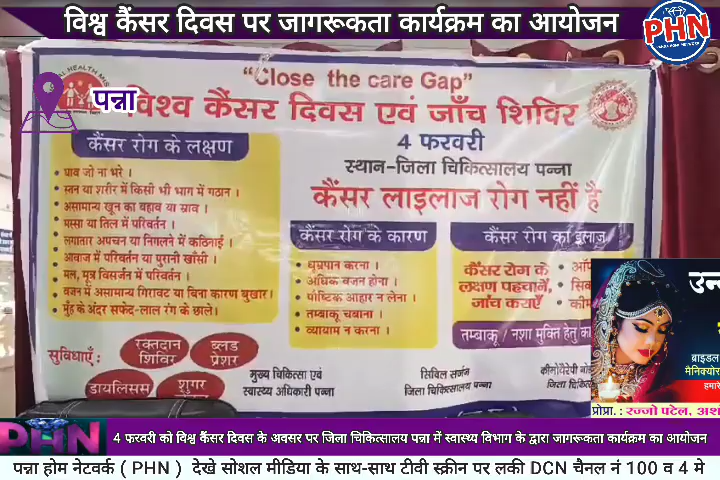 विश्व कैंसर दिवस पर जागरूकता कार्यक्रम का आयोजन
PHN
"Close the care Gap"
पन्ना
विश्व कैंसर दिवस एवं जाँच शिविर
4 फरवरी
स्थान-जिला चिकित्सालय पन्ना
कैंसर लाइलाज रोग नहीं है
कैंसर रोग के लक्षण
• घाव जो ना भरे ।
• स्तन या शरीर में किसी भी भाग में गठान ।
• असामान्य खून का बहाव या स्राव ।
• मसा या तिल में परिवर्तन ।
• लगातार अपचन या निगलने में कठिनाई ।
• आवाज में परिवर्तन या पुरानी खाँसी ।
• मल, मूत्र विसर्जन में परिवर्तन ।
• वजन में असामान्य गिरावट या बिना कारण बुखार ।
• मुँह के अंदर सफेद-लाल रंग के छाले ।
कैंसर रोग के कारण
• धूम्रपान करना ।
• अधिक वजन होना ।
• पौष्टिक आहार न लेना ।
• तम्बाकू चबाना ।
• व्यायाम न करना ।
कैंसर रोग का इलाज
कैंसर रोग के
लक्षण पहचानें,
जाँच कराएँ
तम्बाकू / नशा मुक्ति हेतु
सुविधाएँ :
रक्तदान शिविर
ब्लड प्रेशर
डायलिसस
शुगर
मुख्य चिकित्सा एवं
स्वास्थ्य अधिकारी पन्ना
सिविल सर्जन
जिला चिकित्सालय पन्ना
कीमोथैरेपी
जिला
ब्राइडल
मैनिक्योर
हमारे
प्रोप्रा. : रज्जो पटेल,
PHN
4 फरवरी को विश्व कैंसर दिवस के अवसर पर जिला चिकित्सालय पन्ना में स्वास्थ्य विभाग के द्वारा जागरूकता कार्यक्रम का आयोजन
पन्ना होम नेटवर्क ( PHN ) देखे सोशल मीडिया के साथ-साथ टीवी स्क्रीन पर लकी DCN चैनल नं 100 व 4 मे